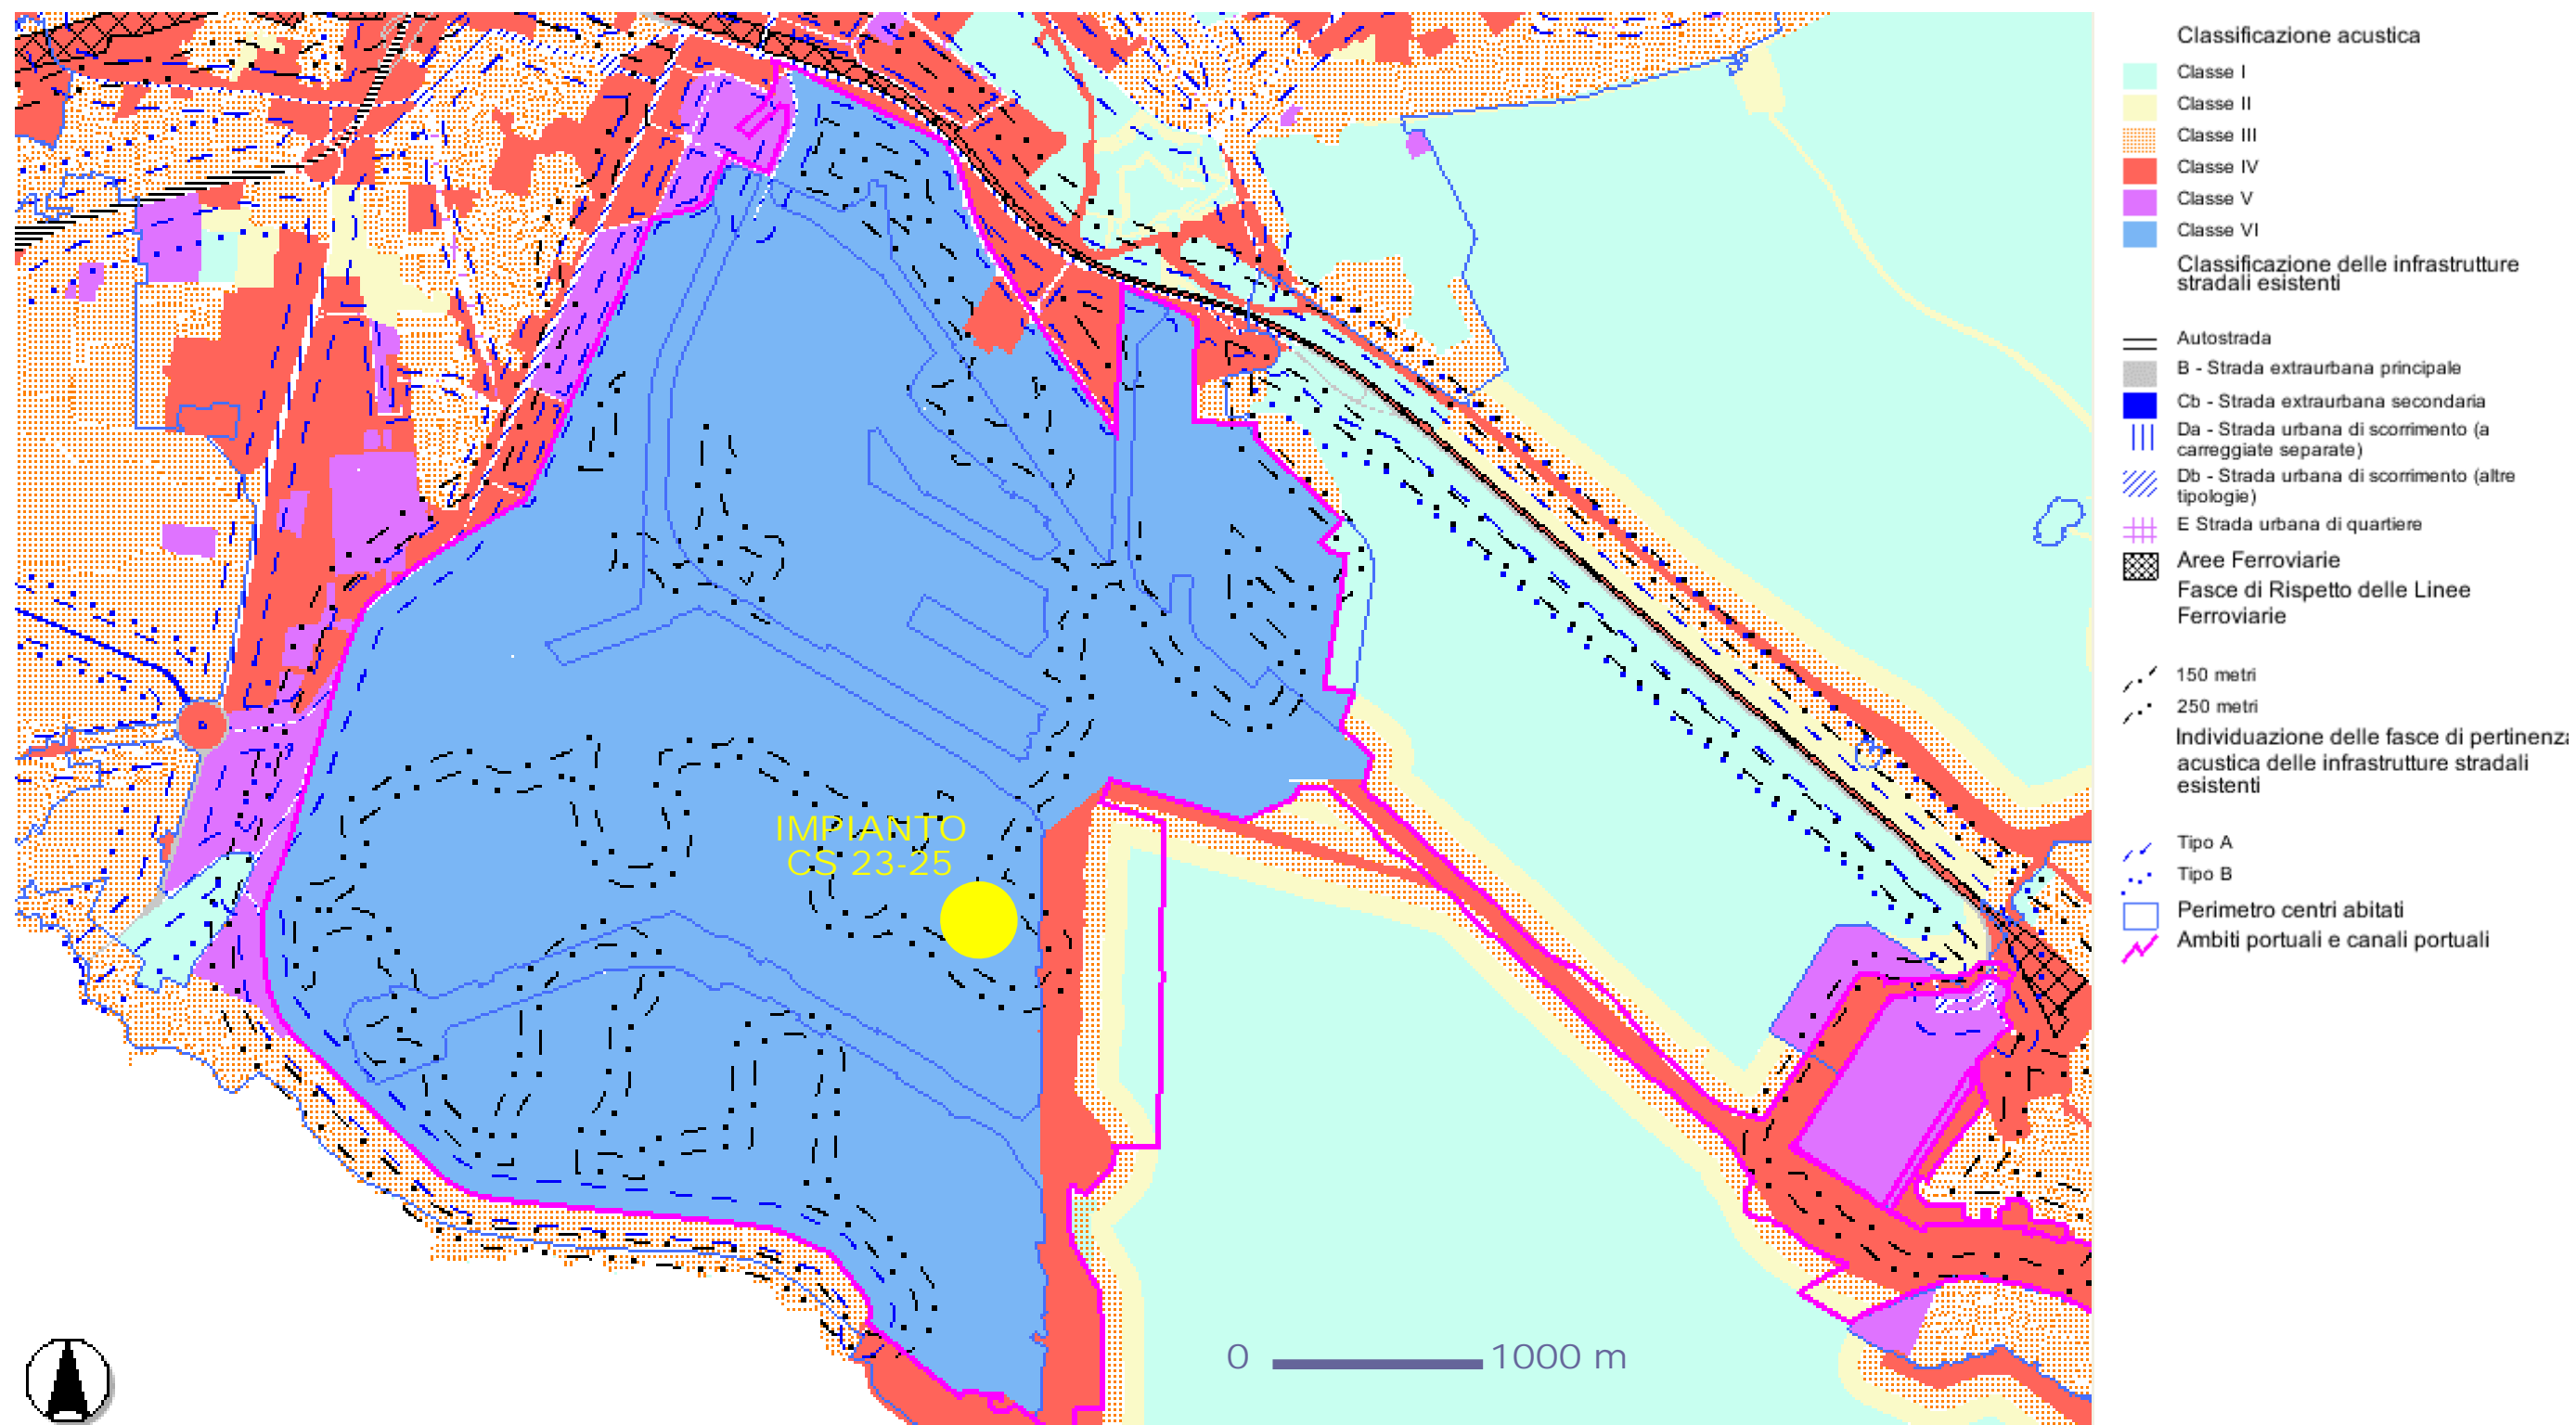 IMPIANTO
CS 23-25
0 1000 m
Classificazione acustica
Classe I
Classe II
Classe III
Classe IV
Classe V
Classe VI
Classificazione delle infrastrutture
stradali esistenti
Autostrada
B - Strada extraurbana principale
Cb - Strada extraurbana secondaria
Da - Strada urbana di scorrimento (a
carreggiate separate)
Db - Strada urbana di scorrimento (altre
tipologie)
E Strada urbana di quartiere
Aree Ferroviarie
Fasce di Rispetto delle Linee
Ferroviarie
150 metri
250 metri
Individuazione delle fasce di pertinenza
acustica delle infrastrutture stradali
esistenti
Tipo A
Tipo B
Perimetro centri abitati
Ambiti portuali e canali portuali